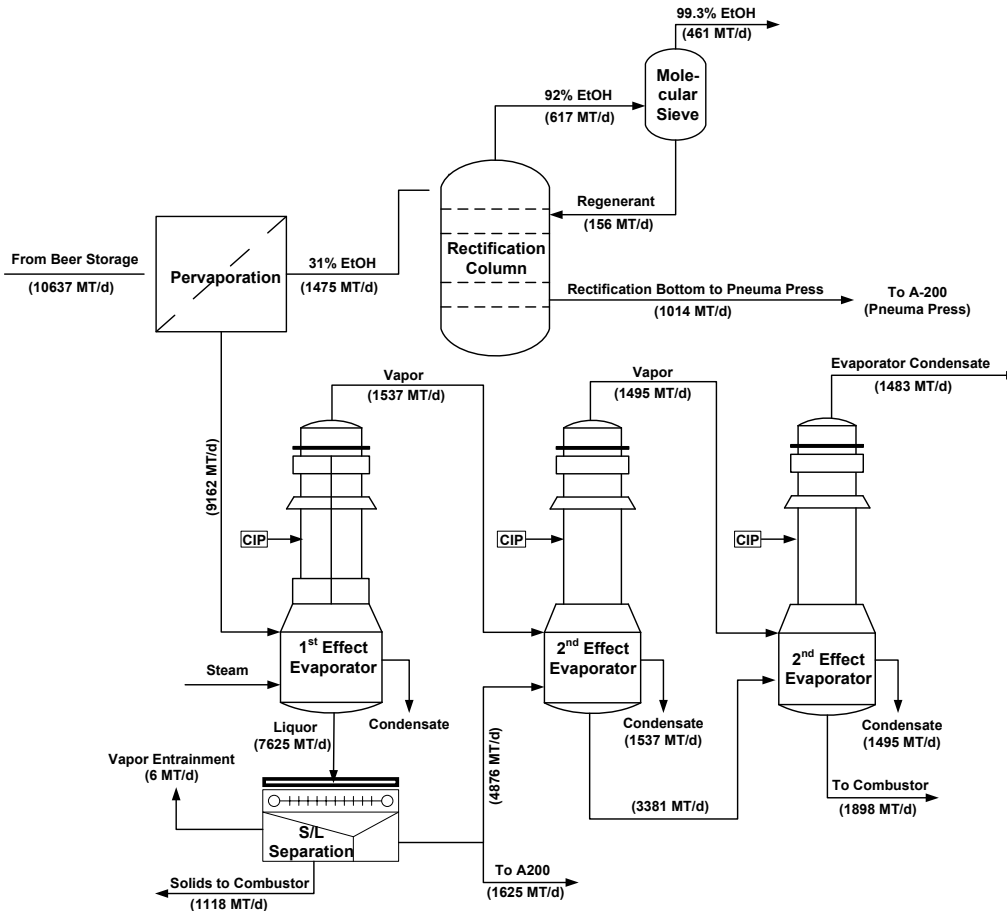 99.3% EtOH
(461 MT/d)
Mole-
cular
Sieve
92% EtOH
(617 MT/d)
Regenerant
(156 MT/d)
Rectification
Column
From Beer Storage
(10637 MT/d)
Pervaporation
31% EtOH
(1475 MT/d)
Rectification Bottom to Pneuma Press
(1014 MT/d)
To A-200
(Pneuma Press)
Vapor
(1537 MT/d)
Vapor
(1495 MT/d)
Evaporator Condensate
(1483 MT/d)
(9162 MT/d)
CIP
CIP
CIP
1st Effect
Evaporator
2nd Effect
Evaporator
2nd Effect
Evaporator
Steam
Condensate
Condensate
(1537 MT/d)
Condensate
(1495 MT/d)
Liquor
(7625 MT/d)
Vapor Entrainment
(6 MT/d)
(4876 MT/d)
(3381 MT/d)
To Combustor
(1898 MT/d)
S/L
Separation
To A200
(1625 MT/d)
Solids to Combustor
(1118 MT/d)